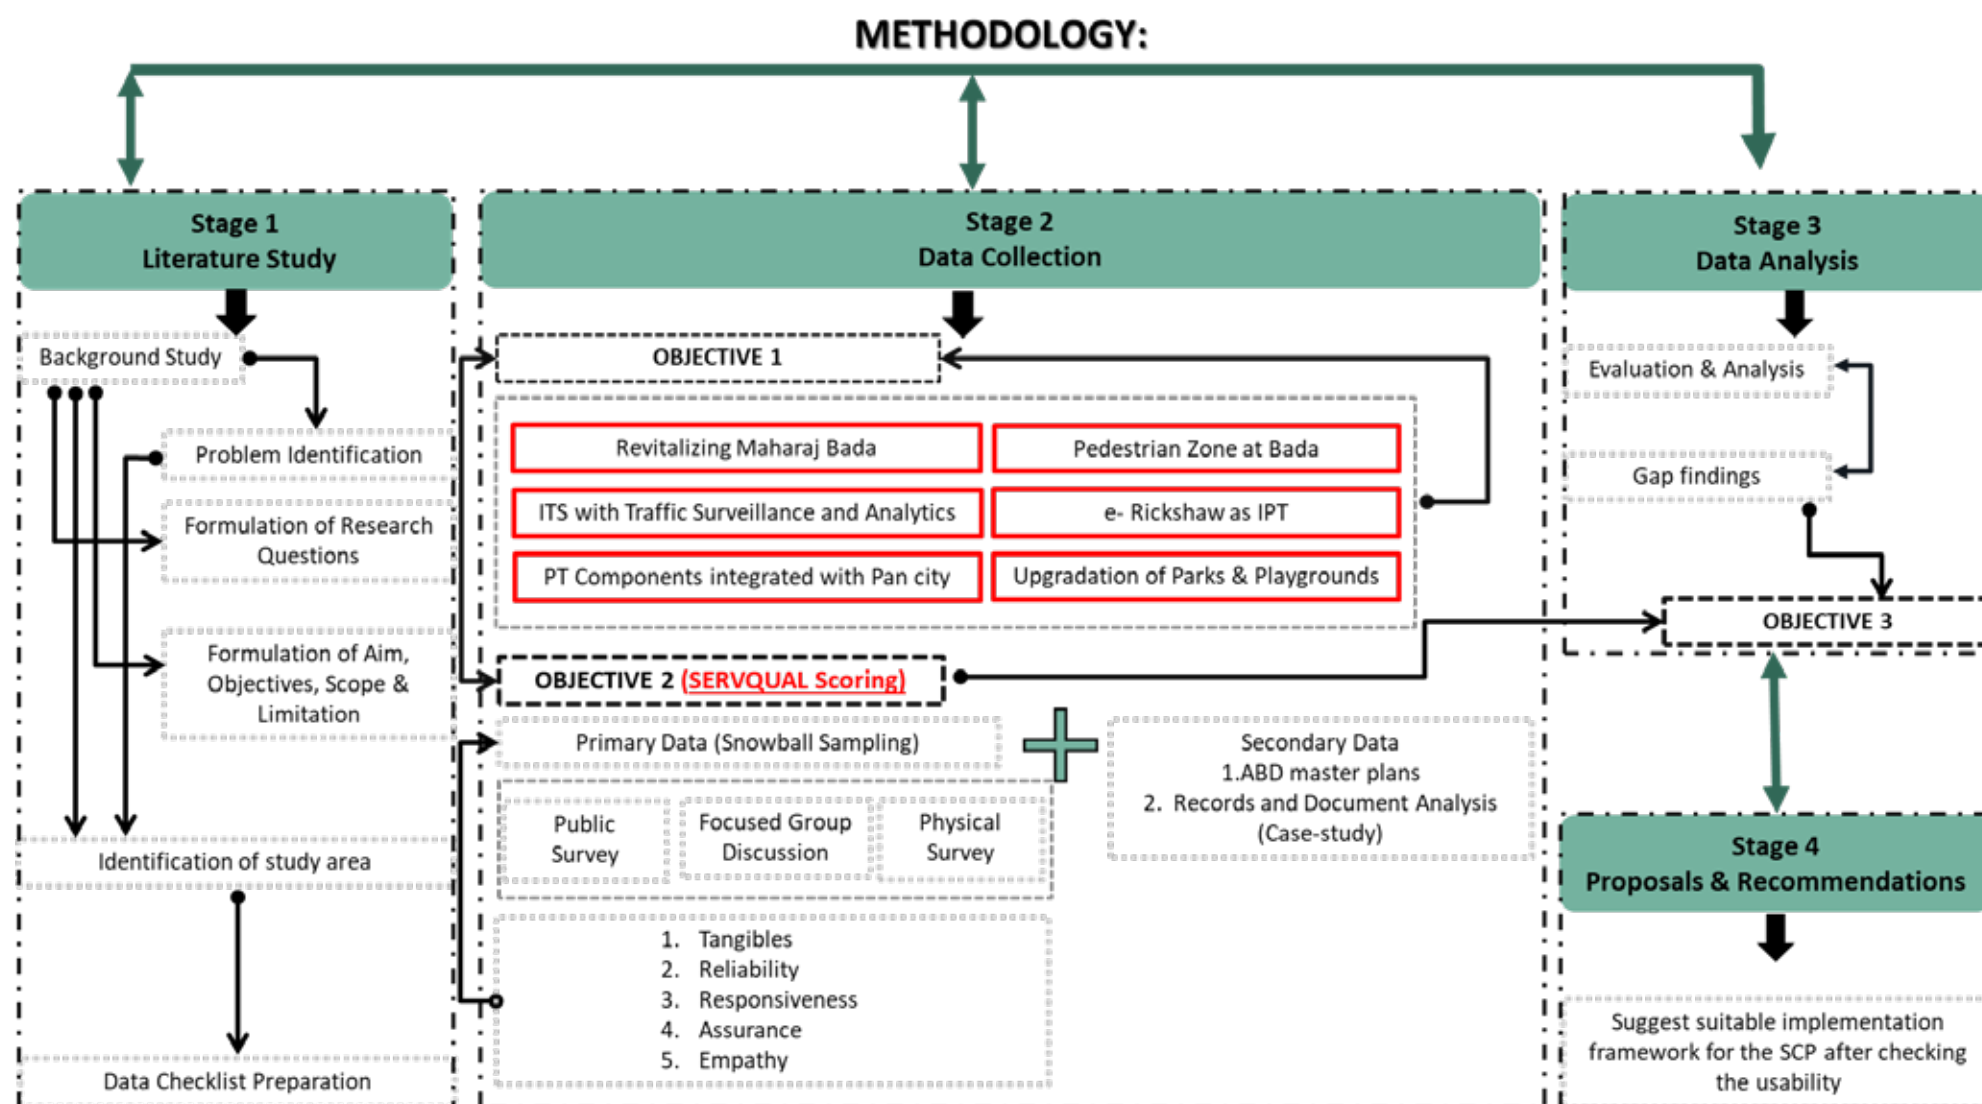 METHODOLOGY:
Stage 1
Literature Study
Background Study
Problem Identification
Formulation of Research
Questions
Formulation of Aim,
Objectives, Scope &
Limitation
Identification of study area
Data Checklist Preparation
Stage 2
Data Collection
OBJECTIVE 1
Revitalizing Maharaj Bada
Pedestrian Zone at Bada
ITS with Traffic Surveillance and Analytics
e- Rickshaw as IPT
PT Components integrated with Pan city
Upgradation of Parks & Playgrounds
OBJECTIVE 2 (SERVQUAL Scoring)
Primary Data (Snowball Sampling)
Public
Survey
Focused Group
Discussion
Physical
Survey
Secondary Data
1.ABD master plans
2. Records and Document Analysis
(Case-study)
1. Tangibles
2. Reliability
3. Responsiveness
4. Assurance
5. Empathy
Stage 3
Data Analysis
Evaluation & Analysis
Gap findings
OBJECTIVE 3
Stage 4
Proposals & Recommendations
Suggest suitable implementation
framework for the SCP after checking
the usability